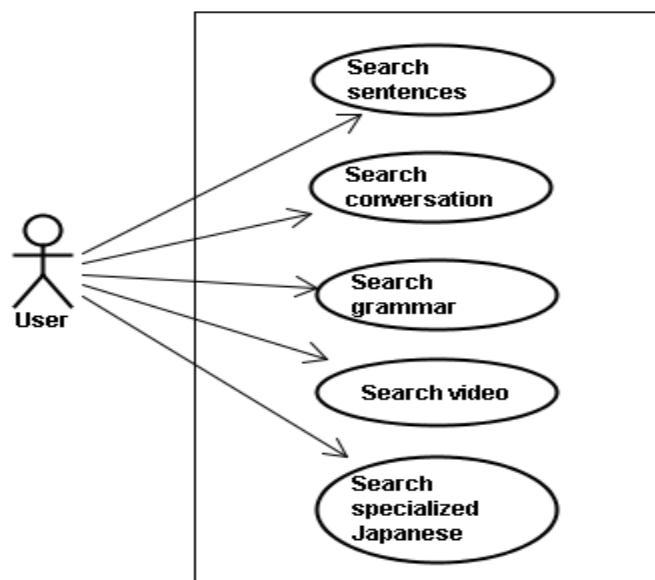 Search
sentences
Search
conversation
Search
grammar
User
Search video
Search
specialized
Japanese